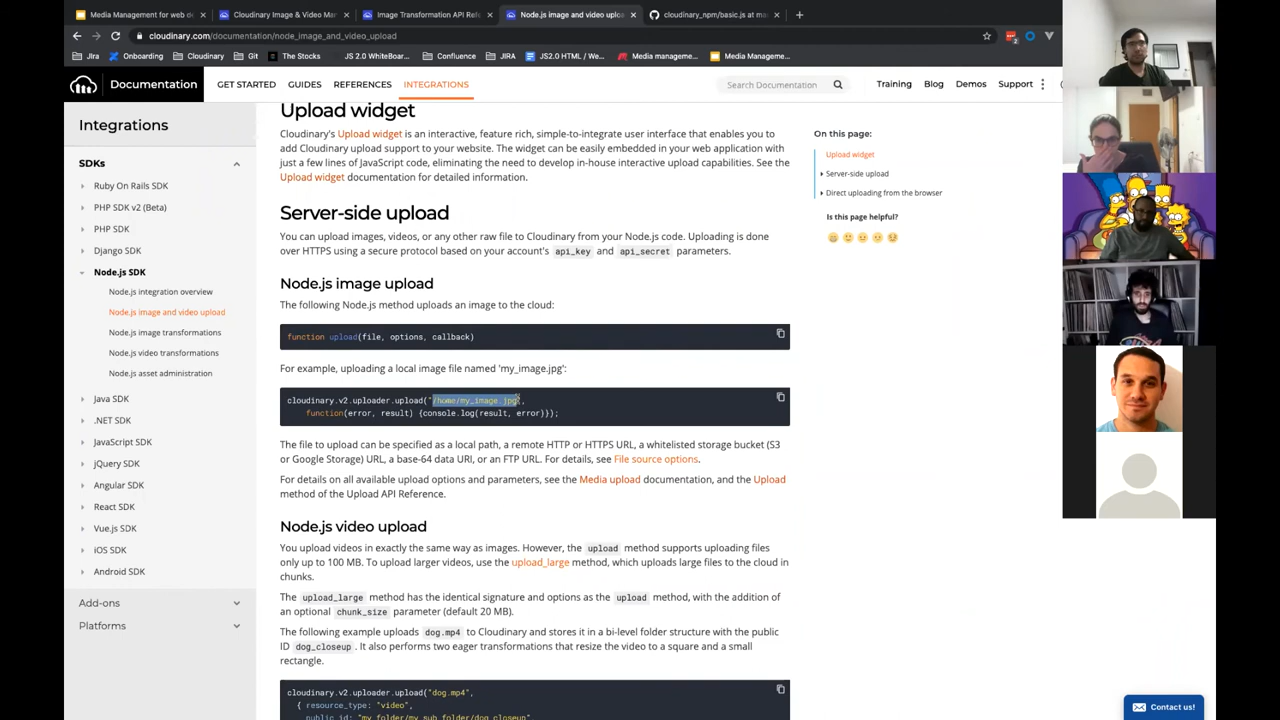 Media Management for web de
Cloudinary Image & Video Man
Image Transformation API Refe
Node.js image and video uploa
cloudinary_npm/basic.js at ma
cloudinary.com/documentation/node_image_and_video_upload
Jira
Onboarding
Cloudinary
Git
The Stocks
JS 2.0 WhiteBoar...
Confluence
JIRA
JS2.0 HTML / We...
Media manageme...
Media Manageme...
Documentation
GET STARTED
GUIDES
REFERENCES
INTEGRATIONS
Search Documentation
Training
Blog
Demos
Support
Integrations
SDKs
Ruby On Rails SDK
PHP SDK v2 (Beta)
PHP SDK
Django SDK
Node.js SDK
Node.js integration overview
Node.js image and video upload
Node.js image transformations
Node.js video transformations
Node.js asset administration
Java SDK
.NET SDK
JavaScript SDK
jQuery SDK
Angular SDK
React SDK
Vue.js SDK
iOS SDK
Android SDK
Add-ons
Platforms
Upload widget
Cloudinary's Upload widget is an interactive, feature rich, simple-to-integrate user interface that enables you to
add Cloudinary upload support to your website. The widget can be easily embedded in your web application with
just a few lines of JavaScript code, eliminating the need to develop in-house interactive upload capabilities. See the
Upload widget documentation for detailed information.
Server-side upload
You can upload images, videos, or any other raw file to Cloudinary from your Node.js code. Uploading is done
over HTTPS using a secure protocol based on your account's api_key and api_secret parameters.
Node.js image upload
The following Node.js method uploads an image to the cloud:
function upload(file, options, callback)
For example, uploading a local image file named 'my_image.jpg':
cloudinary.v2.uploader.upload("/home/my_image.jpg",
function(error, result) {console.log(result, error)});
The file to upload can be specified as a local path, a remote HTTP or HTTPS URL, a whitelisted storage bucket (S3
or Google Storage) URL, a base-64 data URI, or an FTP URL. For details, see File source options.
For details on all available upload options and parameters, see the Media upload documentation, and the Upload
method of the Upload API Reference.
Node.js video upload
You upload videos in exactly the same way as images. However, the upload method supports uploading files
only up to 100 MB. To upload larger videos, use the upload_large method, which uploads large files to the cloud in
chunks.
The upload_large method has the identical signature and options as the upload method, with the addition of
an optional chunk_size parameter (default 20 MB).
The following example uploads dog.mp4 to Cloudinary and stores it in a bi-level folder structure with the public
ID dog_closeup. It also performs two eager transformations that resize the video to a square and a small
rectangle.
cloudinary.v2.uploader.upload("dog.mp4",
{ resource_type: "video",
public_id: "my_folder/my_sub_folder/dog_closeup",
On this page:
Upload widget
Server-side upload
Direct uploading from the browser
Is this page helpful?
Contact us!